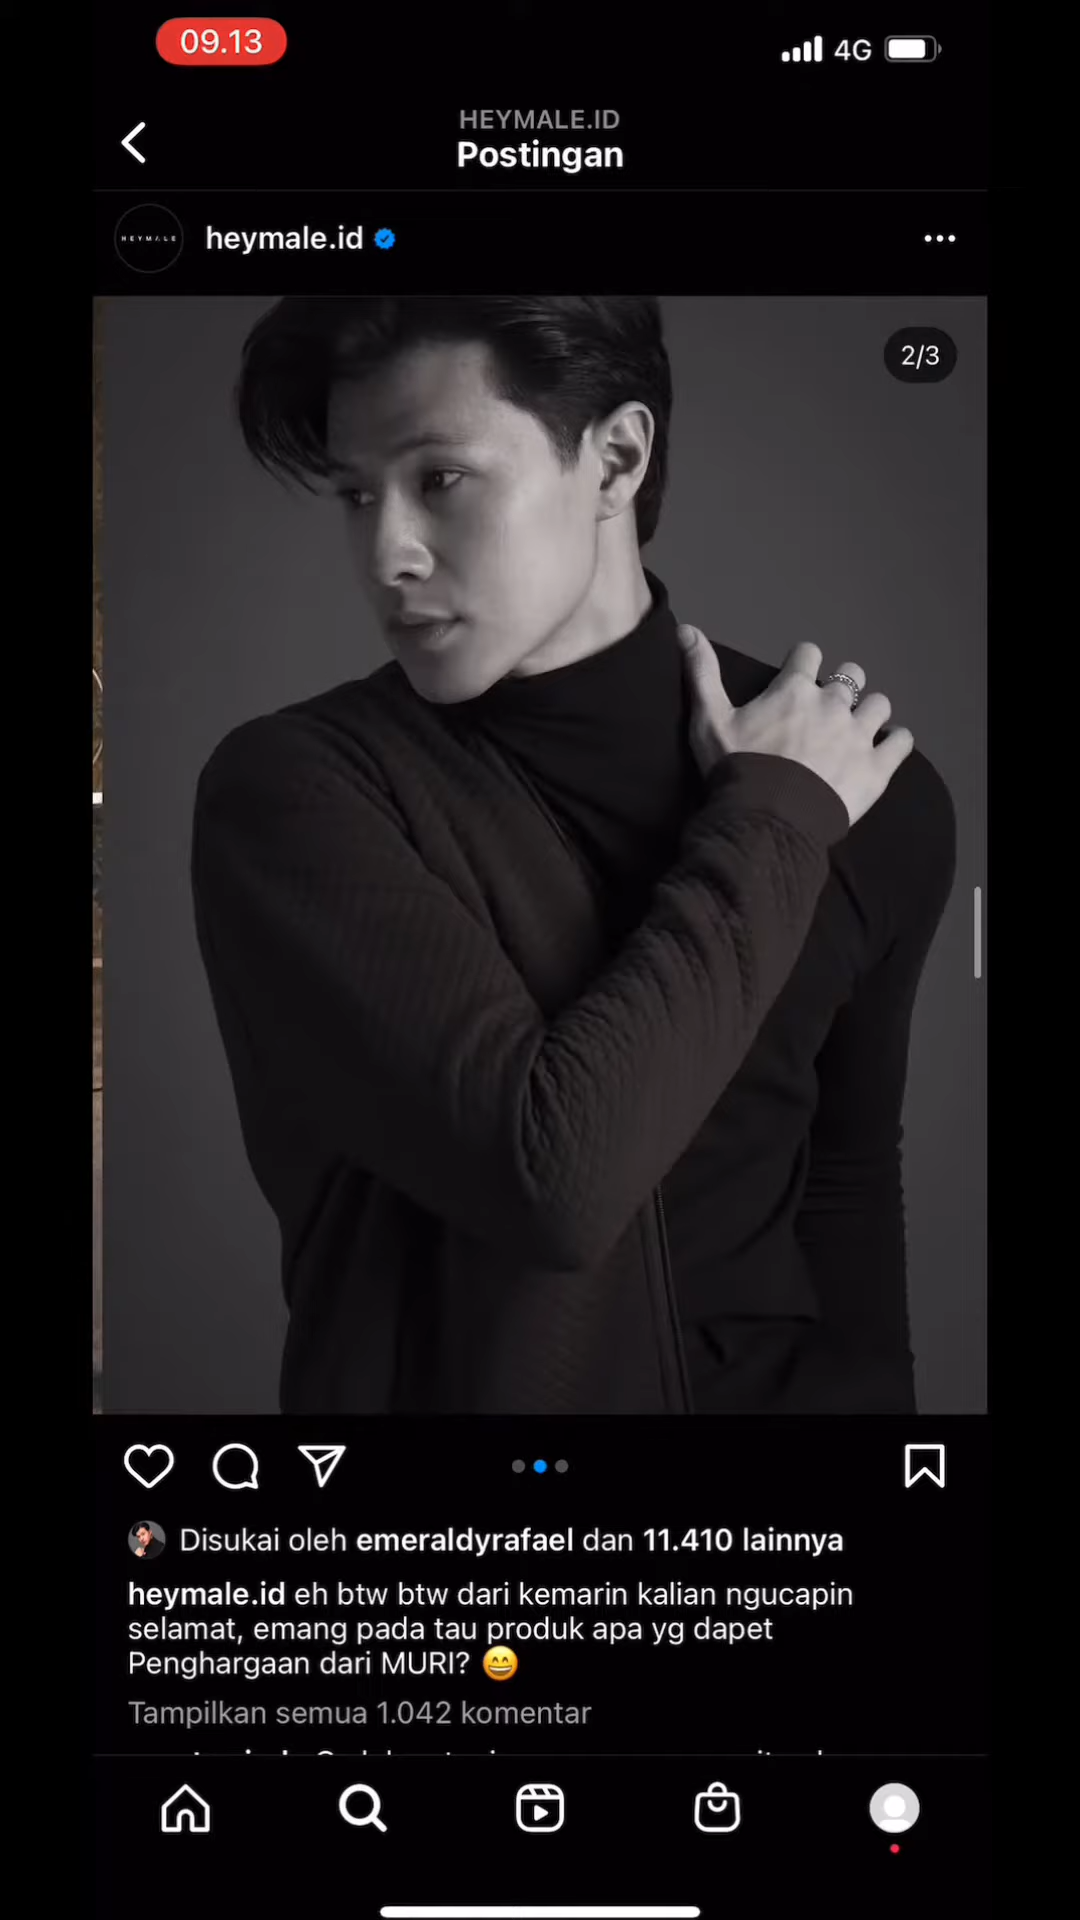 09.13
4G
HEYMALE.ID
Postingan
HEYMALE
heymale.id
2/3
Disukai oleh emeraldyrafael dan 11.410 lainnya
heymale.id eh btw btw dari kemarin kalian ngucapin
selamat, emang pada tau produk apa yg dapet
Penghargaan dari MURI? 😄
Tampilkan semua 1.042 komentar